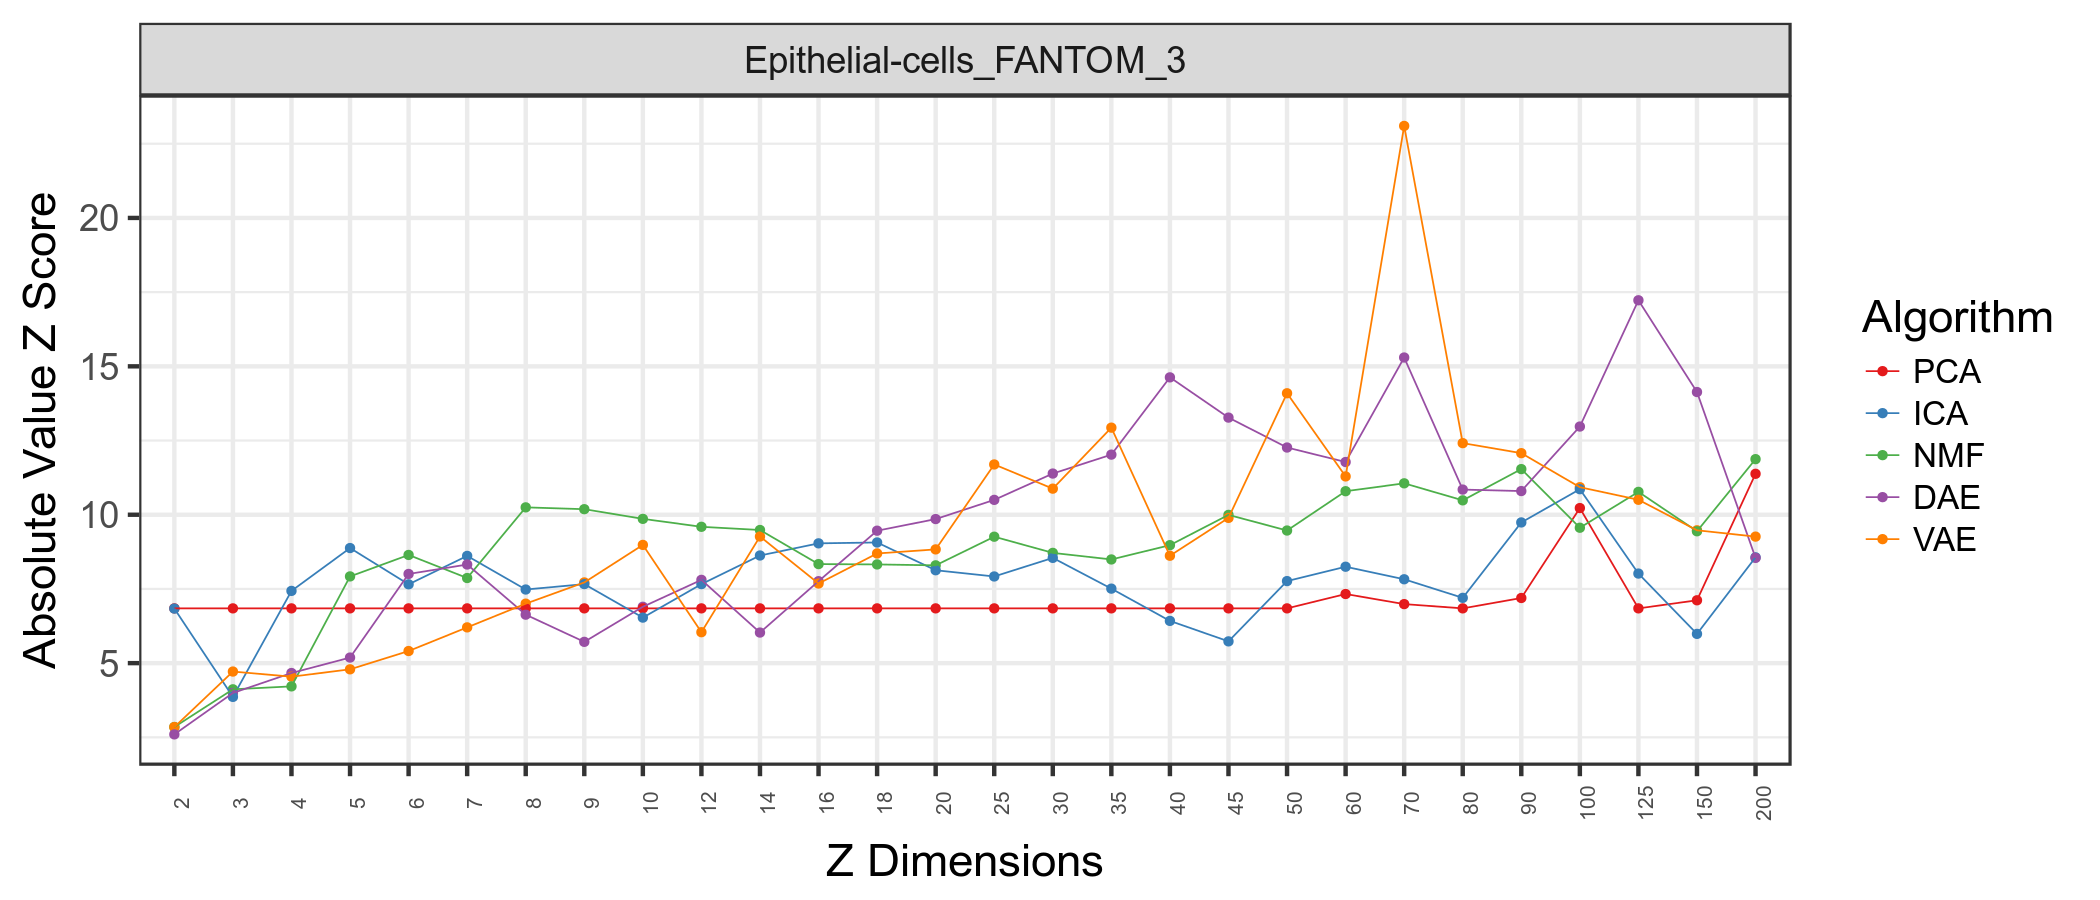 Epithelial-cells_FANTOM_3
Absolute Value Z Score
20
15
10
5
2 3 4 5 6 7 8 9 10 12 14 16 18 20 25 30 35 40 45 50 60 70 80 90 100 125 150 200
Z Dimensions
Algorithm
PCA
ICA
NMF
DAE
VAE